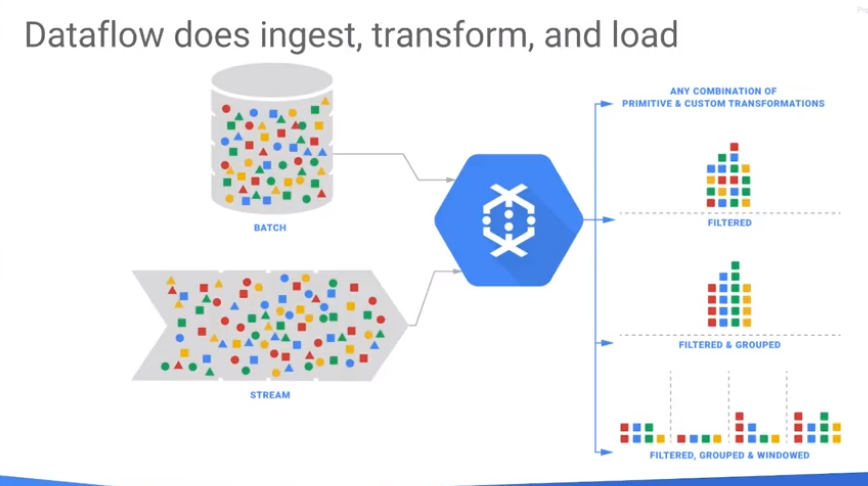 Dataflow does ingest, transform, and load
BATCH
STREAM
ANY COMBINATION OF
PRIMITIVE & CUSTOM TRANSFORMATIONS
FILTERED
FILTERED & GROUPED
FILTERED, GROUPED & WINDOWED